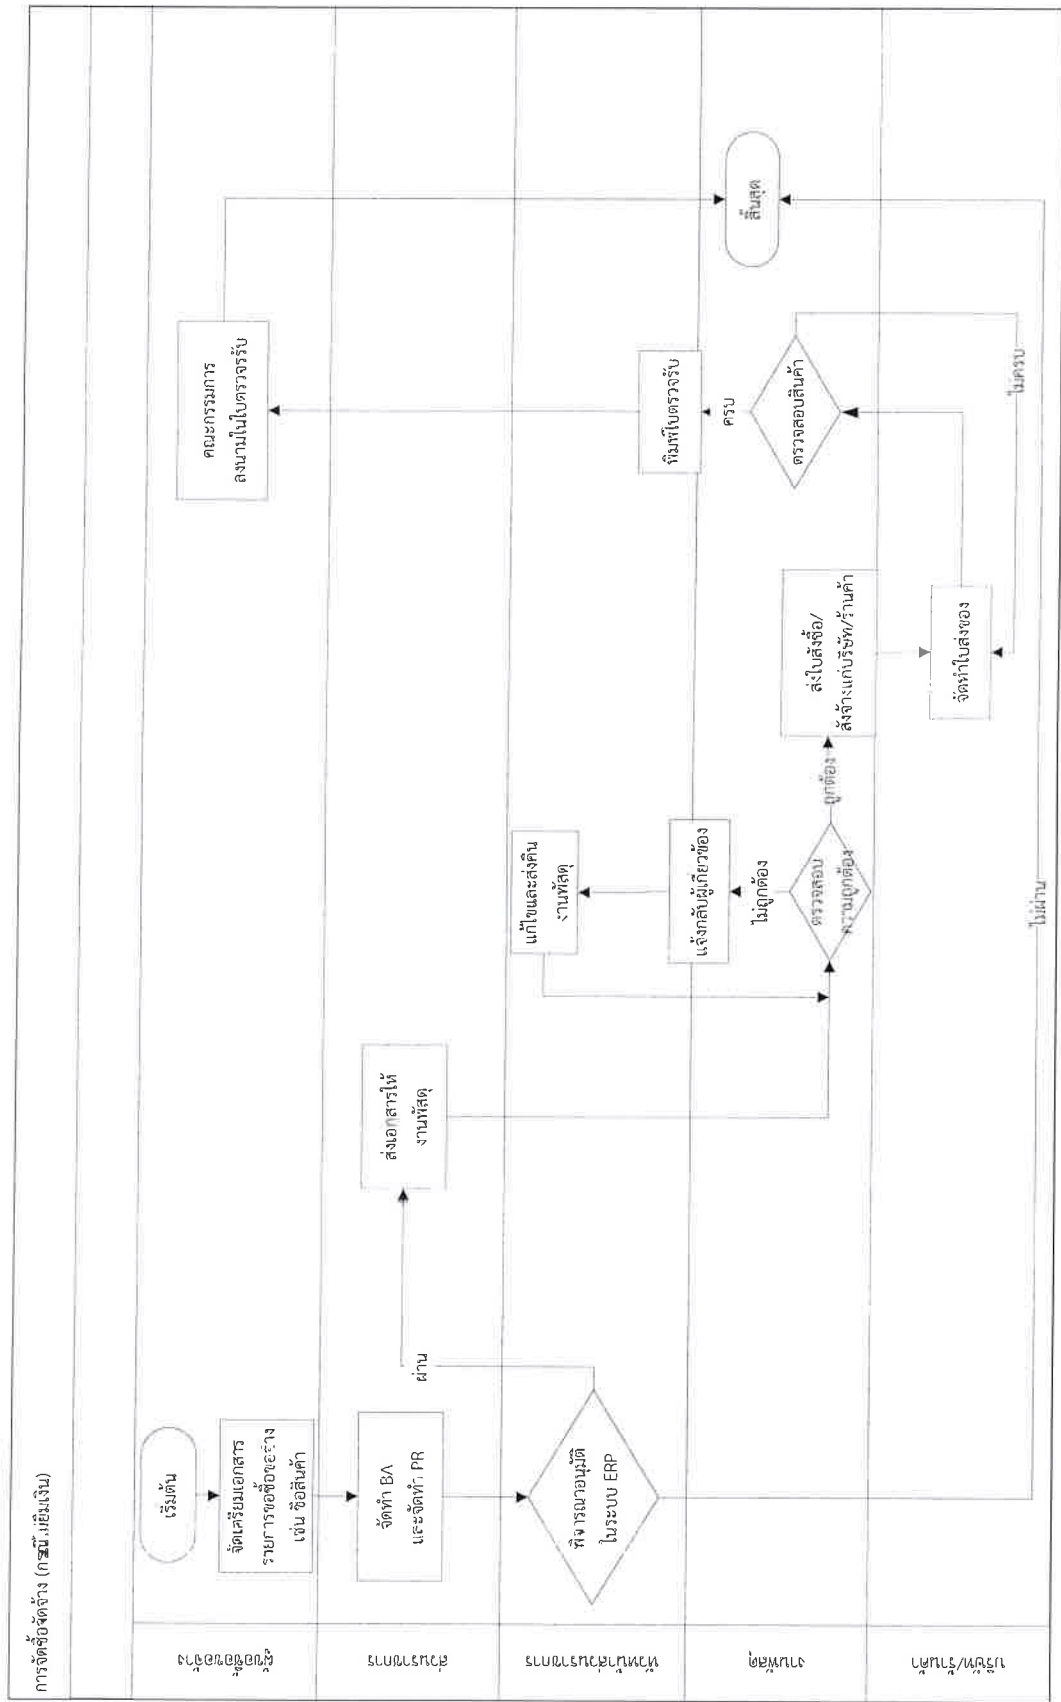 การจัดซื้อจัดจ้าง (กรณี.ไม่ยืมเงิน)
ผู้ขอซื้อขอจ้าง
ส่วนราชการ
หัวหน้าส่วนราชการ
งานพัสดุ
บริษัท/ร้านค้า
เริ่มต้น
จัดเตรียมเอกสาร
รายการขอซื้อขอจ้าง
เช่น ชื่อสินค้า
จัดทำ BA
และจัดทำ PR
พิจารณาอนุมัติ
ในระบบ ERP
ผ่าน
ไม่ผ่าน
ส่งเอกสารให้
งานพัสดุ
ตรวจสอบ
ความถูกต้อง
ไม่ถูกต้อง
แจ้งกลับผู้เกี่ยวข้อง
แก้ไขและส่งคืน
งานพัสดุ
ถูกต้อง
ส่งใบสั่งซื้อ/
สั่งจ้างแก่บริษัท/ร้านค้า
จัดทำใบส่งของ
ตรวจสอบสินค้า
ไม่ครบ
ครบ
พิมพ์ใบตรวจรับ
คณะกรรมการ
ลงนามในใบตรวจรับ
สิ้นสุด